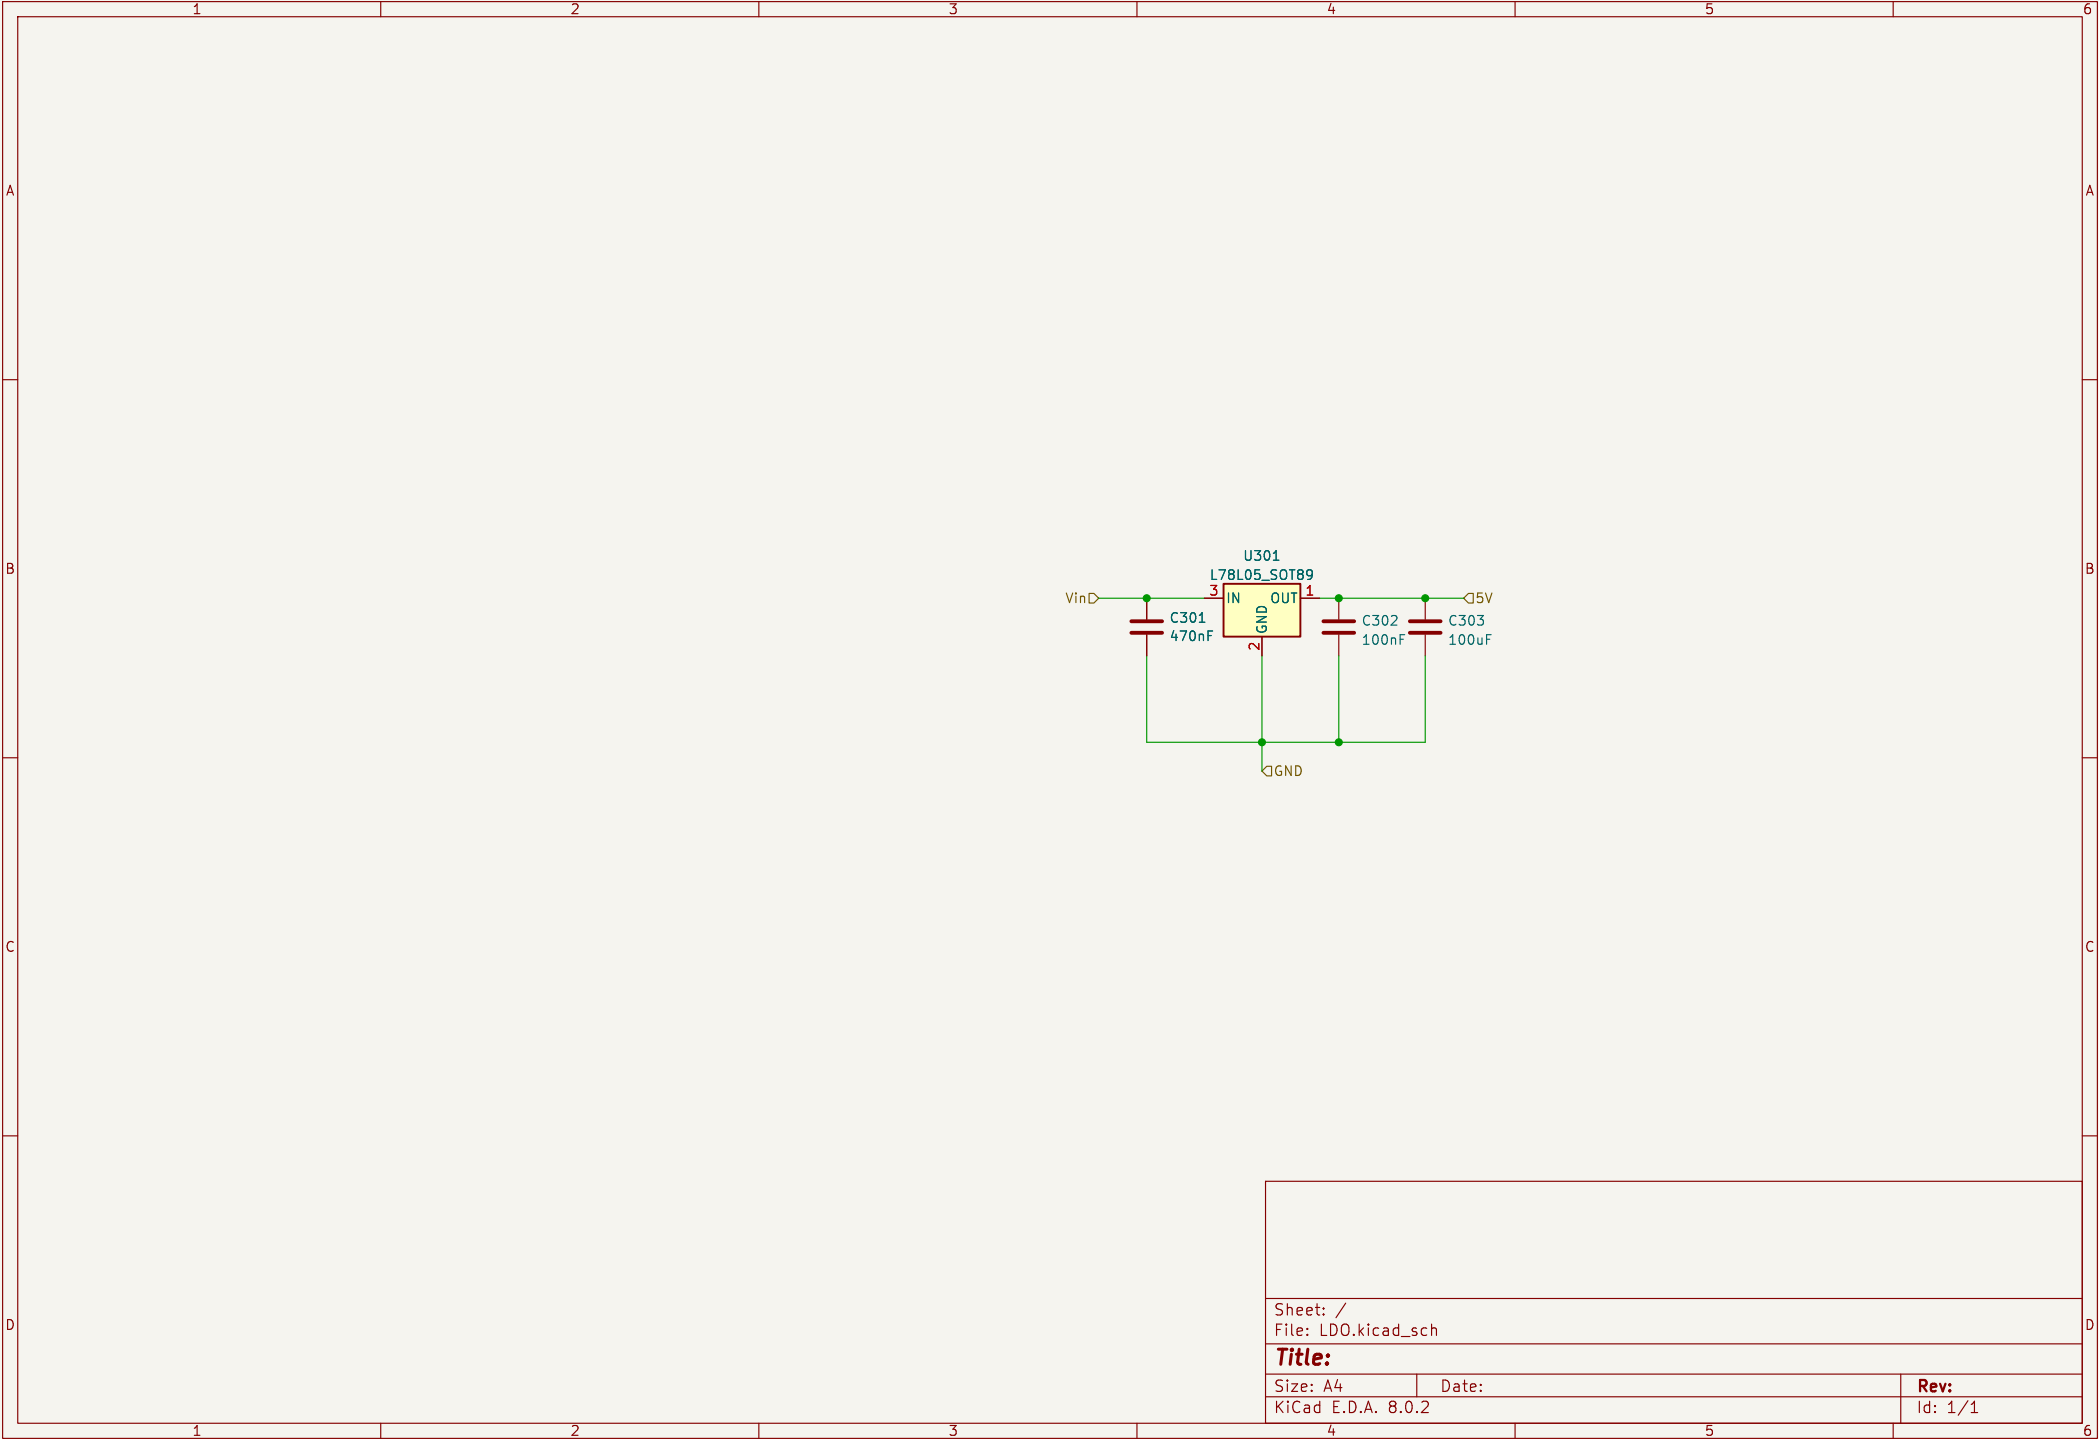 1 2 3 4 5 6
A A
U301
L78L05_SOT89
B B
Vin 3 IN OUT 1 5V
GND
2
C301
470nF
C302
100nF
C303
100uF
GND
C C
Sheet: /
File: LDO.kicad_sch
D D
Title:
Size: A4 Date: Rev:
KiCad E.D.A. 8.0.2 Id: 1/1
1 2 3 4 5 6